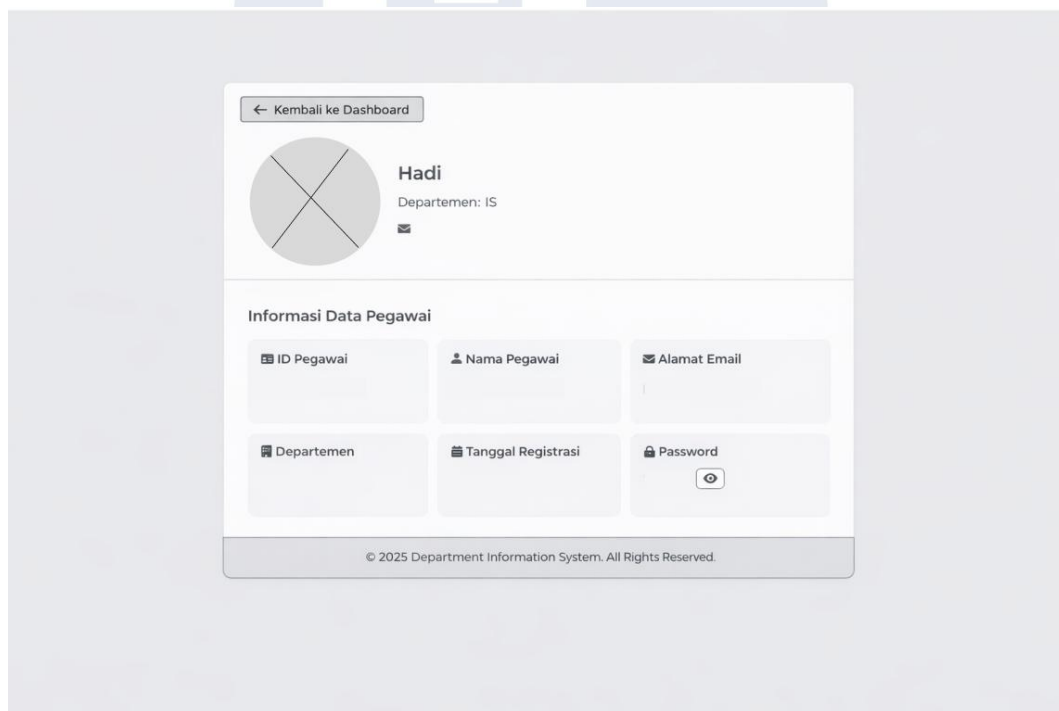 ← Kembali ke Dashboard
Hadi
Departemen: IS
Informasi Data Pegawai
ID Pegawai
Nama Pegawai
Alamat Email
Departemen
Tanggal Registrasi
Password
© 2025 Department Information System. All Rights Reserved.